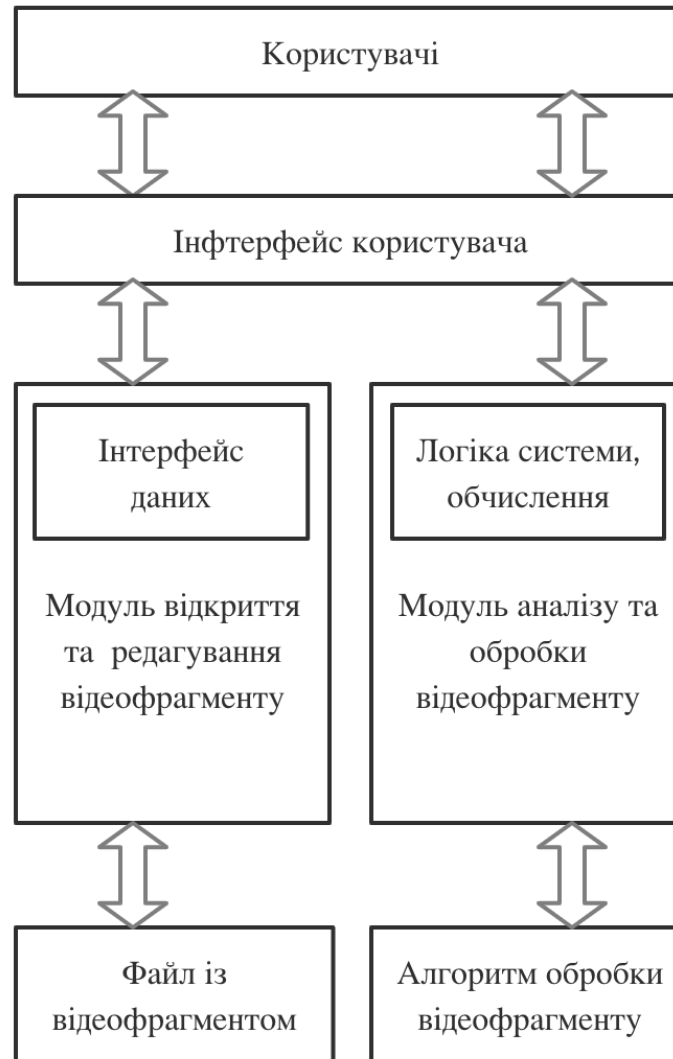 Користувачі
Інфтерфейс користувача
Інтерфейс
даних
Модуль відкриття
та редагування
відеофрагменту
Логіка системи,
обчислення
Модуль аналізу та
обробки
відеофрагменту
Файл із
відеофрагментом
Алгоритм обробки
відеофрагменту